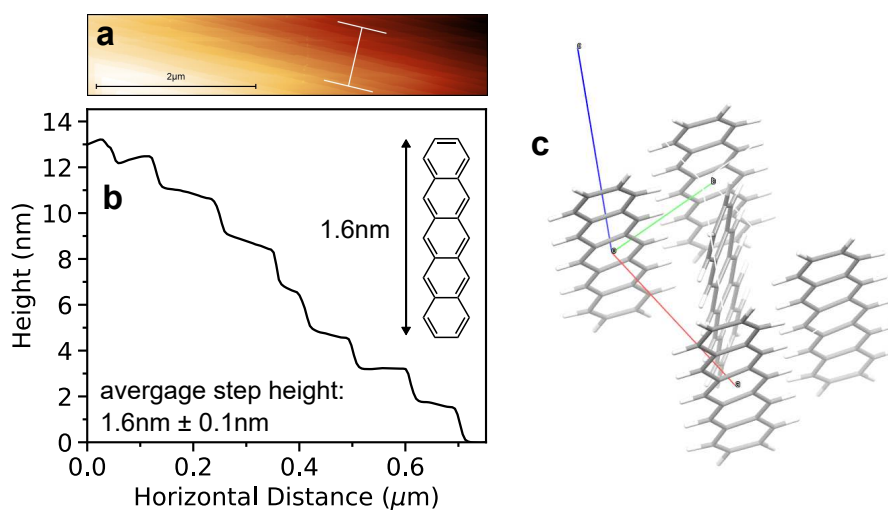 a
2μm
14
12
10
8
6
4
2
0
Height (nm)
b
1.6nm
avergage step height:
1.6nm ± 0.1nm
0.0 0.2 0.4 0.6
Horizontal Distance (μm)
c